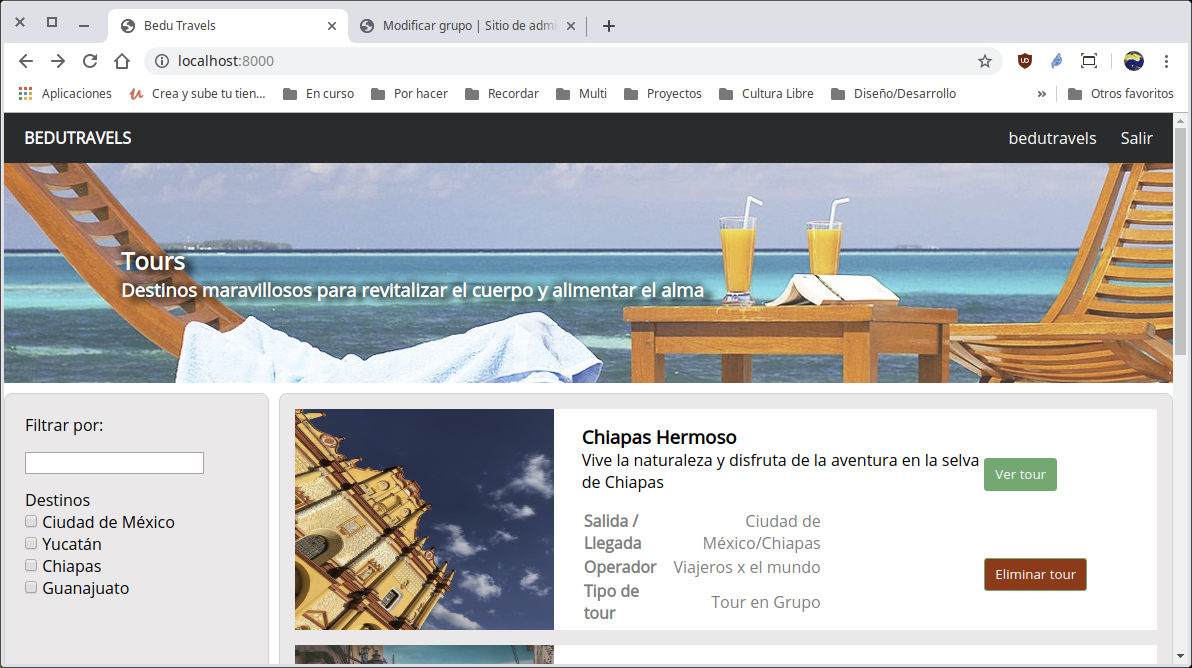 Bedu Travels
Modificar grupo | Sitio de admi
localhost:8000
Aplicaciones
Crea y sube tu tien...
En curso
Por hacer
Recordar
Multi
Proyectos
Cultura Libre
Diseño/Desarrollo
»
Otros favoritos
BEDUTRAVELS
bedutravels
Salir
Tours
Destinos maravillosos para revitalizar el cuerpo y alimentar el alma
Filtrar por:
Destinos
Ciudad de México
Yucatán
Chiapas
Guanajuato
Chiapas Hermoso
Vive la naturaleza y disfruta de la aventura en la selva
de Chiapas
Ver tour
Salida /
Llegada
Ciudad de
México/Chiapas
Operador
Viajeros x el mundo
Tipo de
tour
Tour en Grupo
Eliminar tour